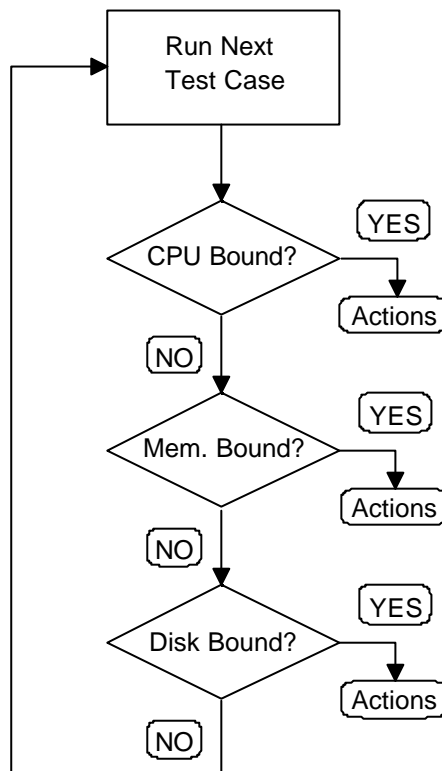 Run Next
Test Case
YES
CPU Bound?
Actions
NO
YES
Mem. Bound?
Actions
NO
YES
Disk Bound?
Actions
NO